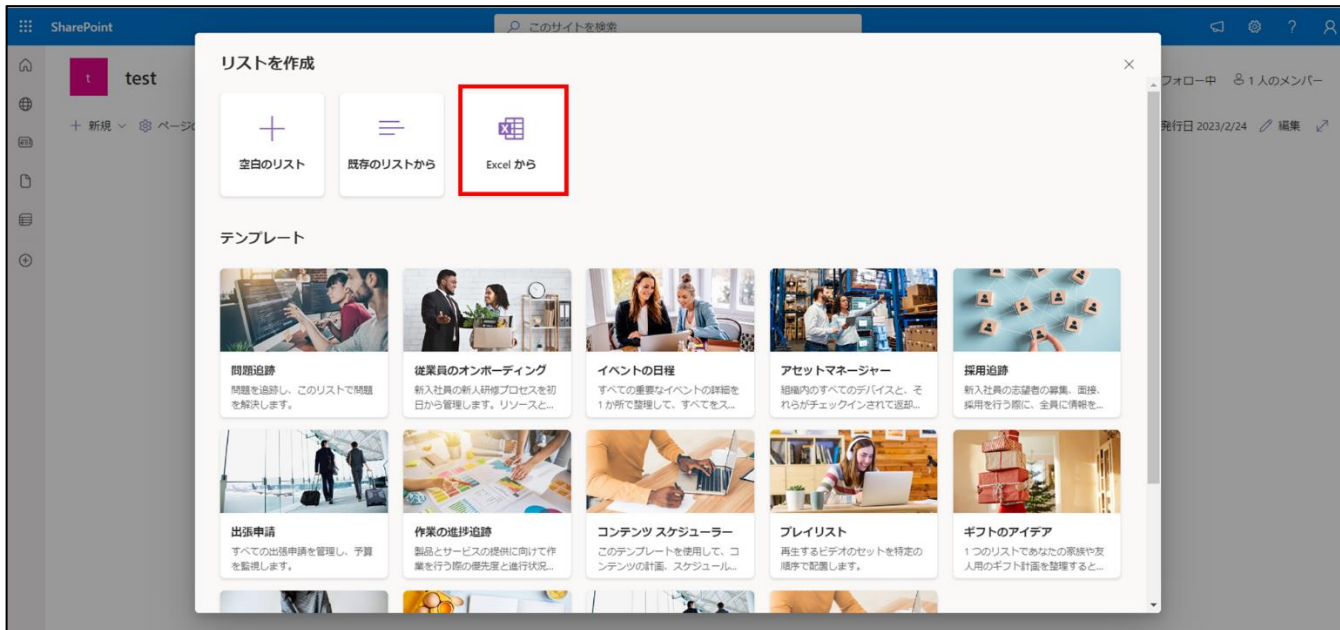 SharePoint
このサイトを検索
t
test
フォロー中
1 人のメンバー
+ 新規
発行日 2023/2/24
編集
リストを作成
空白のリスト
既存のリストから
Excel から
テンプレート
問題追跡
問題を追跡し、このリストで問題
を解決します。
従業員のオンボーディング
新入社員の新人研修プロセスを初
日から管理します。リソースと...
イベントの日程
すべての重要なイベントの詳細を
1 か所で整理して、すべてをス...
アセットマネージャー
組織内のすべてのデバイスと、そ
れらがチェックインされて返却...
採用追跡
新入社員の志望者の募集、面接、
採用を行う際に、全員に情報を...
出張申請
すべての出張申請を管理し、予算
を監視します。
作業の進捗追跡
製品とサービスの提供に向けて作
業を行う際の優先度と進行状況...
コンテンツ スケジューラー
このテンプレートを使用して、コ
ンテンツの計画、スケジュール...
プレイリスト
再生するビデオのセットを特定の
順序で配置します。
ギフトのアイデア
1 つのリストであなたの家族や友
人用のギフト計画を整理すると...